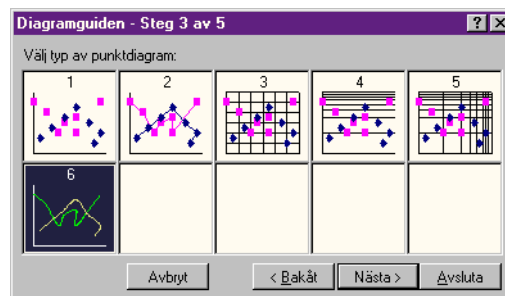 Diagramguiden - Steg 3 av 5
Välj typ av punktdiagram:
1 2 3 4 5
6
Avbryt < Bakåt Nästa > Avsluta